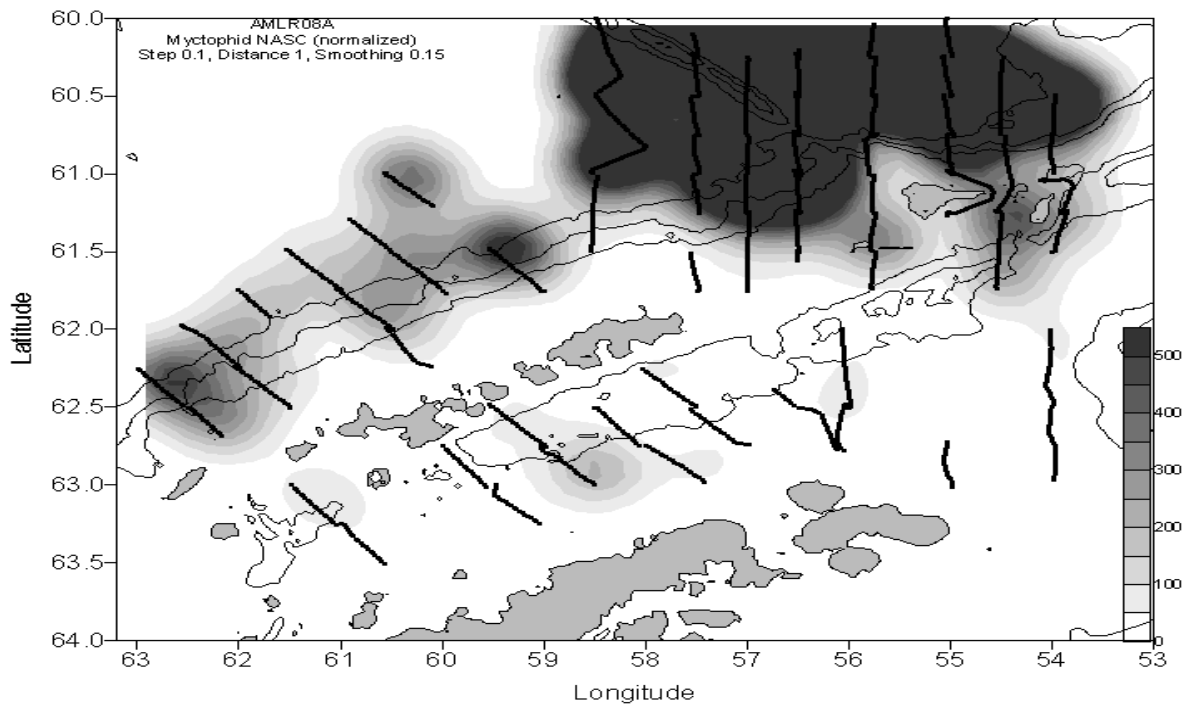 AMLR08A
Myctophid NASC (normalized)
Step 0.1, Distance 1, Smoothing 0.15
60.0
60.5
61.0
61.5
62.0
62.5
63.0
63.5
64.0
Latitude
500
400
300
200
100
0
63 62 61 60 59 58 57 56 55 54 53
Longitude